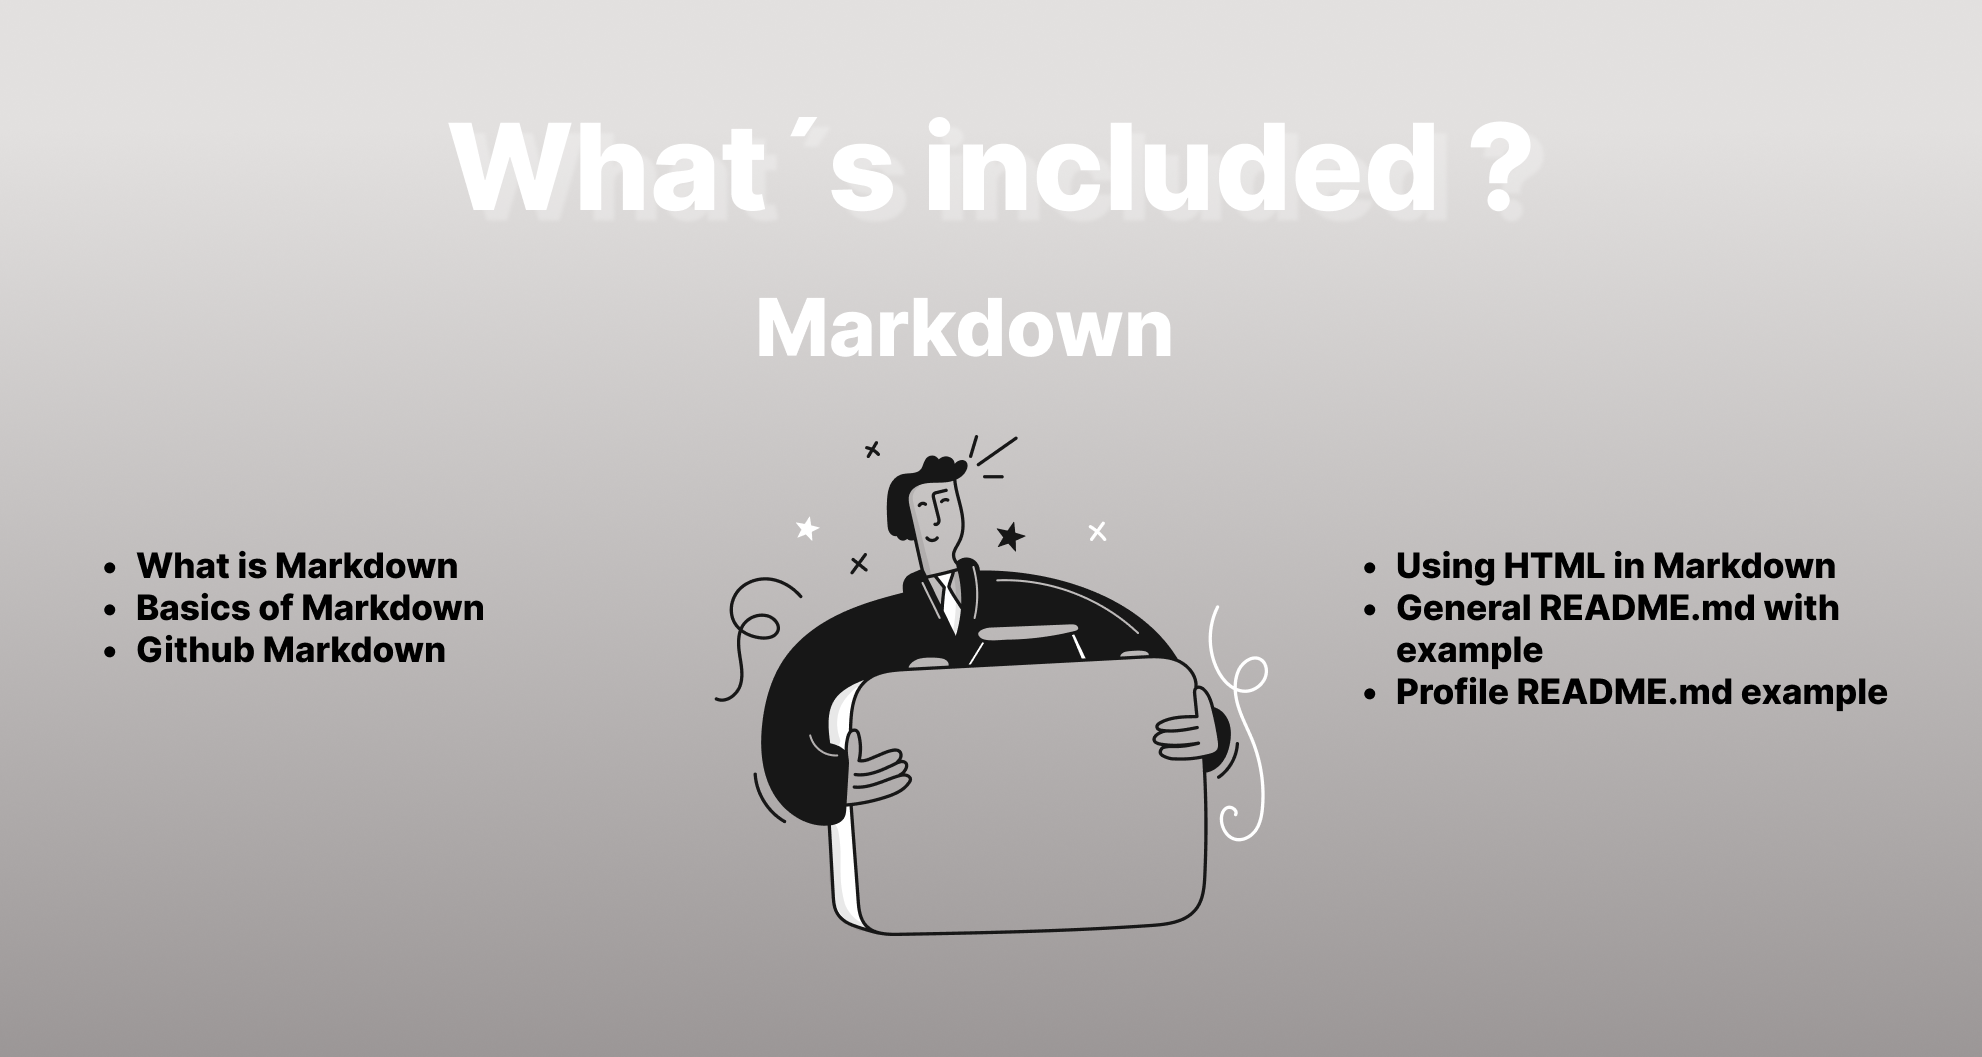 What´s included ?
Markdown
• What is Markdown
• Basics of Markdown
• Github Markdown
• Using HTML in Markdown
• General README.md with
example
• Profile README.md example